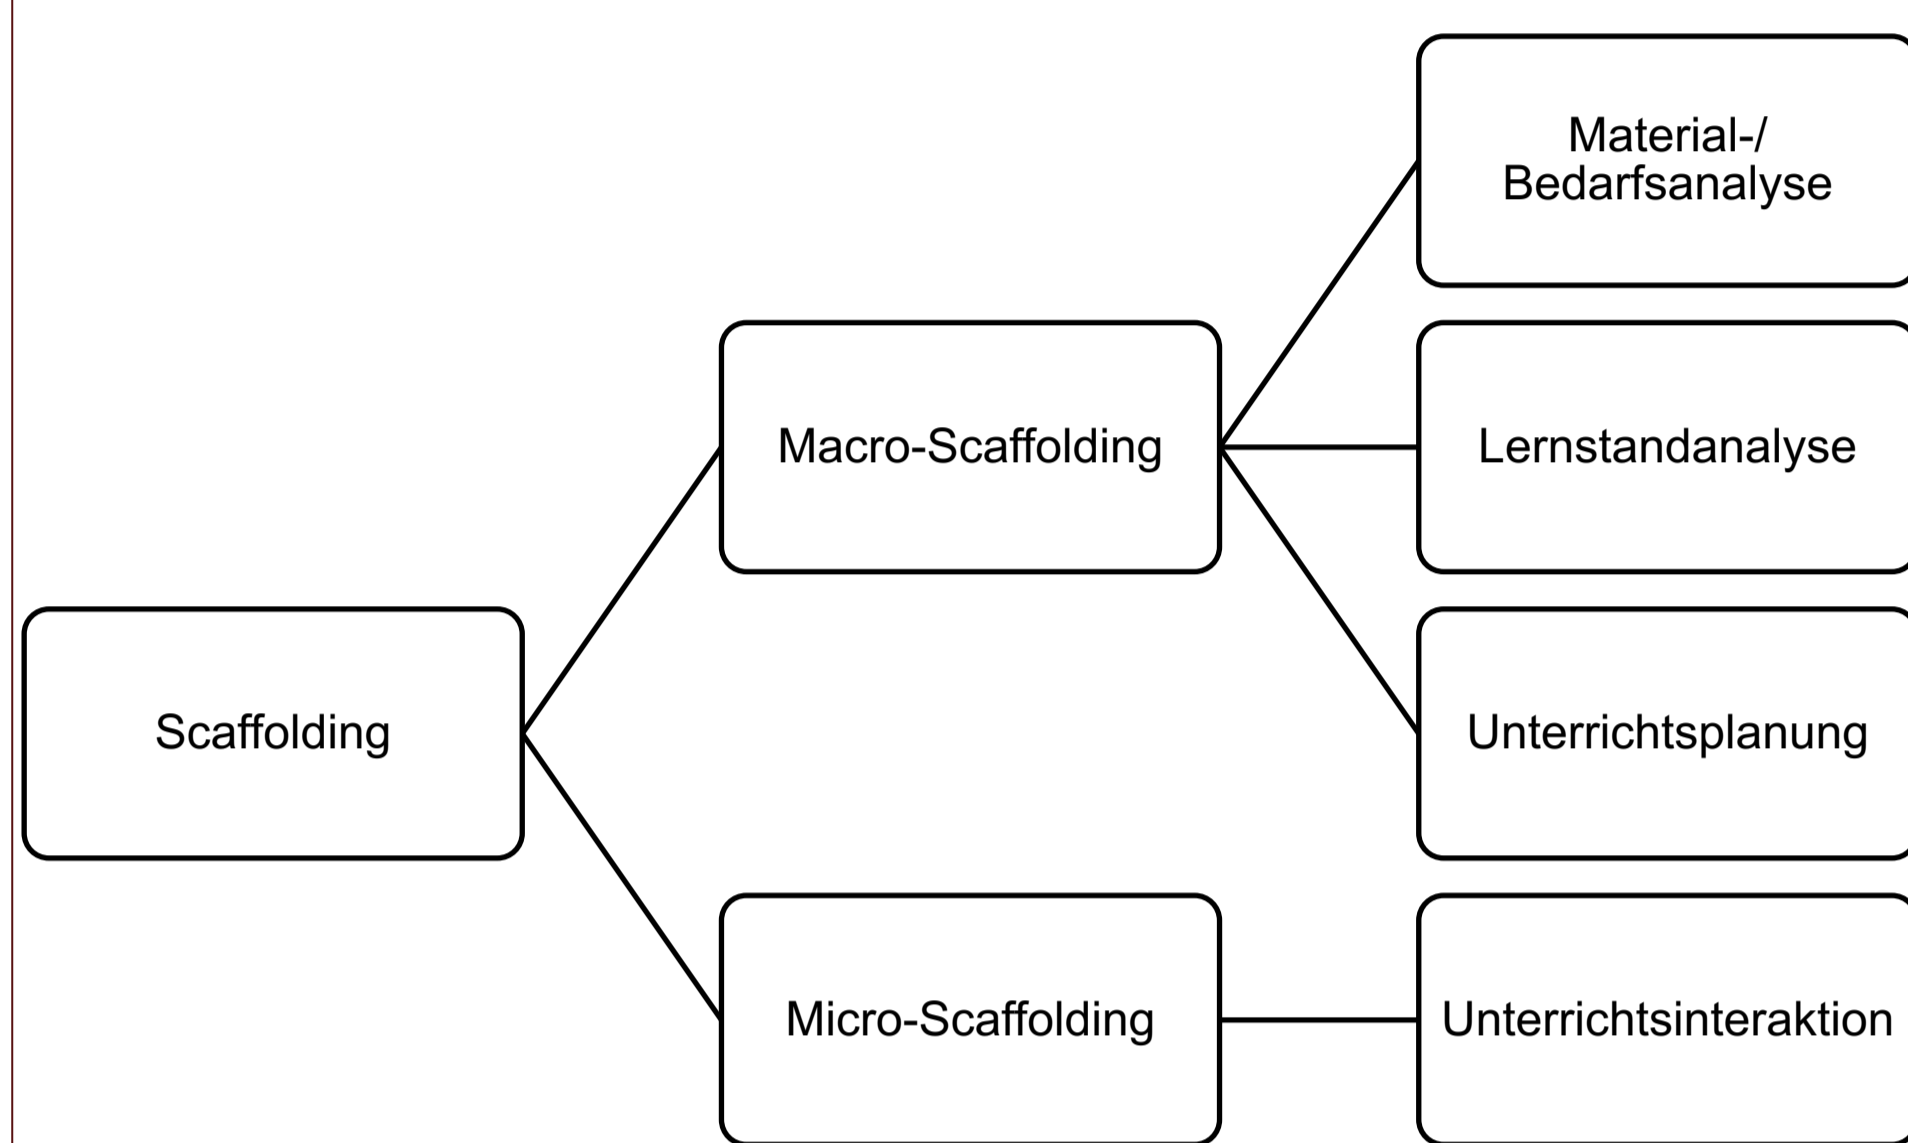 Material-/
Bedarfsanalyse
Macro-Scaffolding
Lernstandanalyse
Scaffolding
Unterrichtsplanung
Micro-Scaffolding
Unterrichtsinteraktion